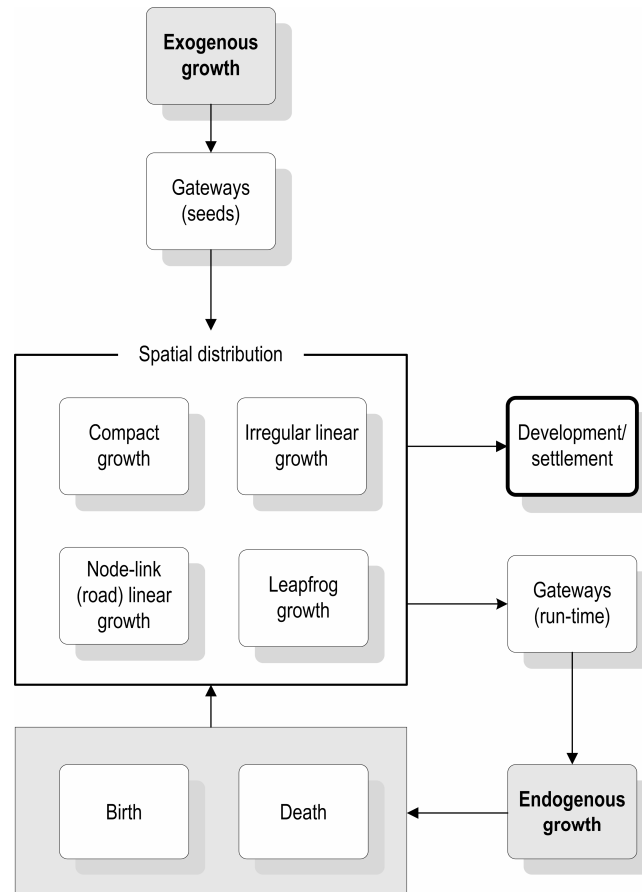 Exogenous
growth
Gateways
(seeds)
Spatial distribution
Compact
growth
Irregular linear
growth
Development/
settlement
Node-link
(road) linear
growth
Leapfrog
growth
Gateways
(run-time)
Birth
Death
Endogenous
growth